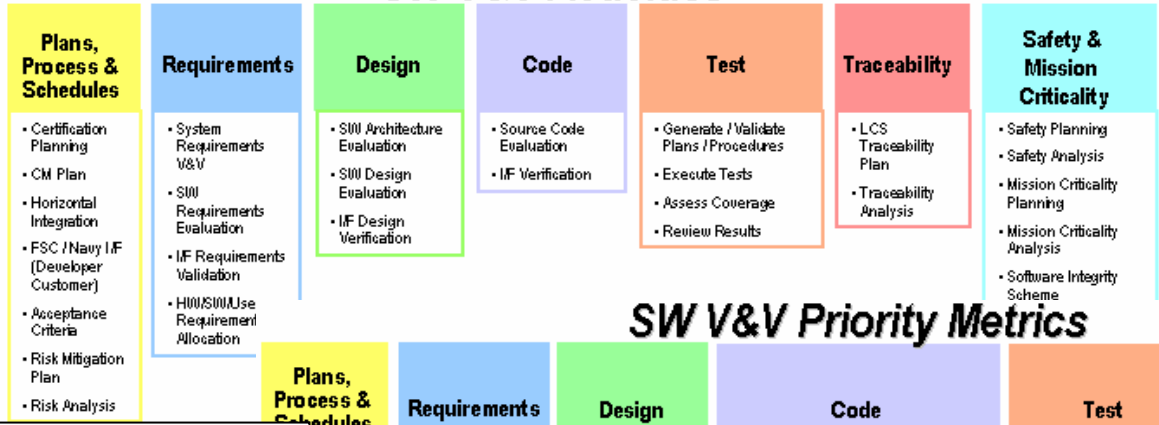 Plans,
Process &
Schedules
• Certification
Planning
• CM Plan
• Horizontal
Integration
• FSC / Navy I/F
(Developer
Customer)
• Acceptance
Criteria
• Risk Mitigation
Plan
• Risk Analysis
Requirements
• System
Requirements
V&V
• SW
Requirements
Evaluation
• I/F Requirements
Validation
• HW/SW/Use
Requirement
Allocation
Design
• SW Architecture
Evaluation
• SW Design
Evaluation
• I/F Design
Verification
Code
• Source Code
Evaluation
• I/F Verification
Test
• Generate / Validate
Plans / Procedures
• Execute Tests
• Assess Coverage
• Review Results
Traceability
• LCS
Traceability
Plan
• Traceability
Analysis
Safety &
Mission
Criticality
• Safety Planning
• Safety Analysis
• Mission Criticality
Planning
• Mission Criticality
Analysis
• Software Integrity
Scheme
SW V&V Priority Metrics
Plans,
Process &
Schedules
Requirements
Design
Code
Test